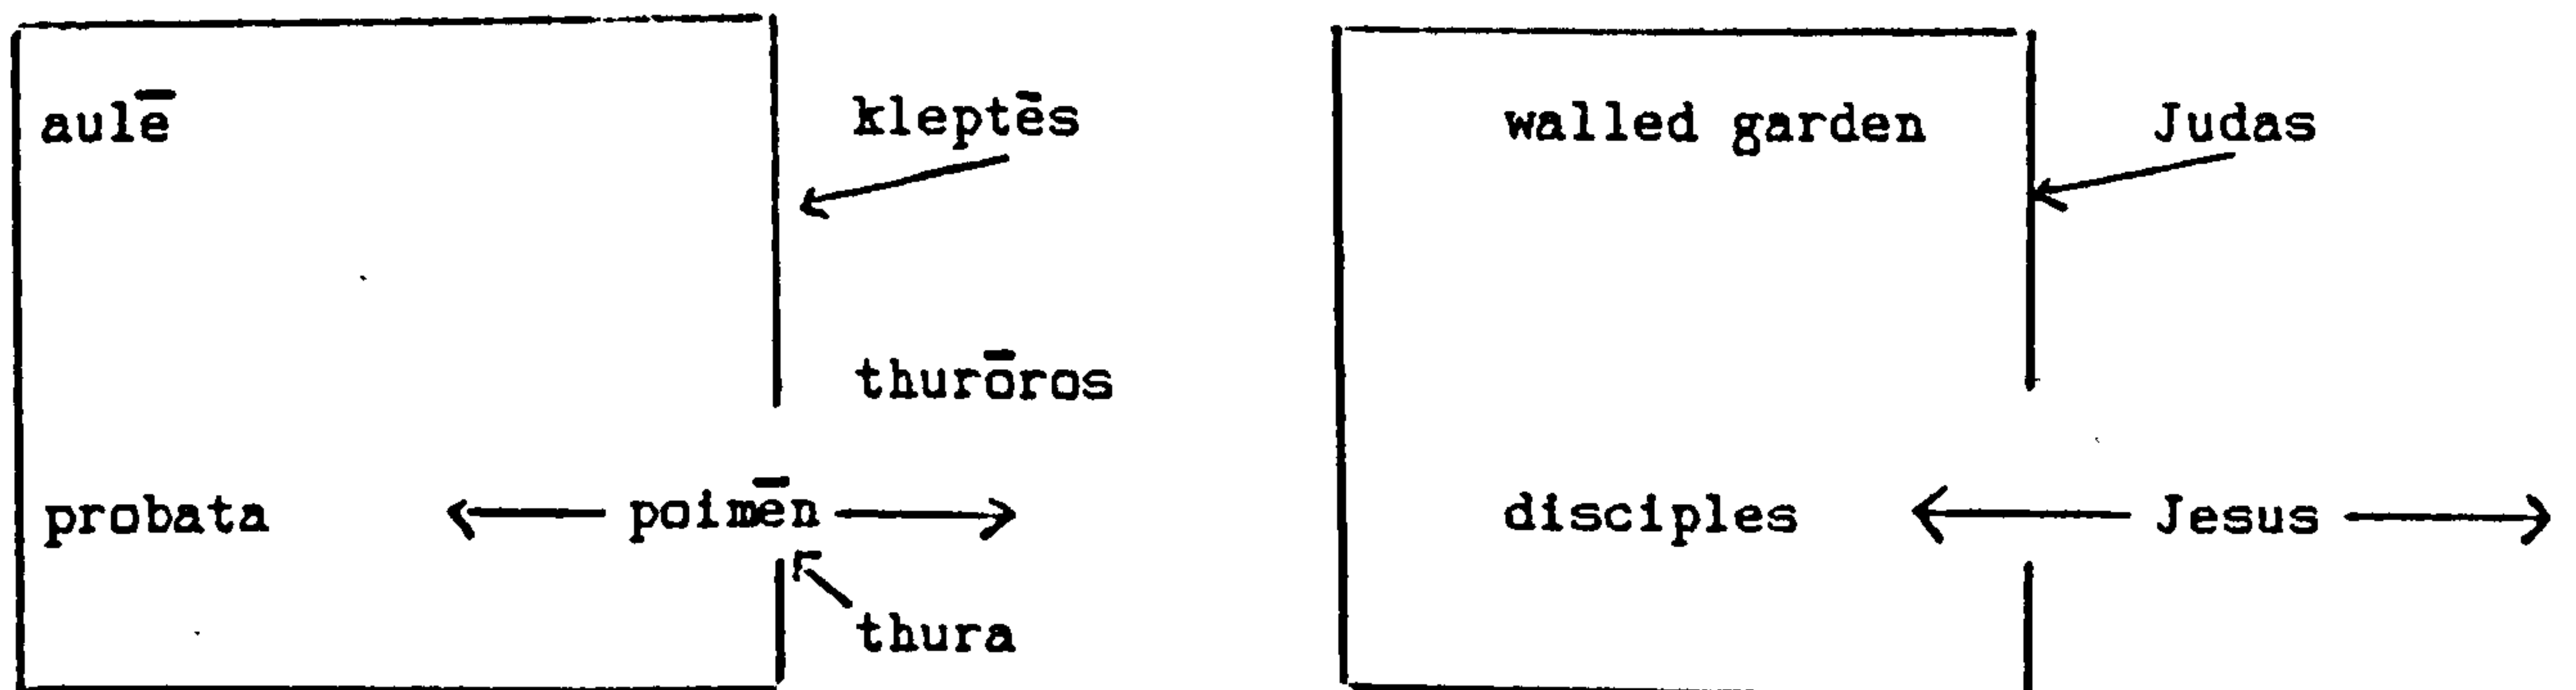 aulē
kleptēs
thurōros
probata
poimēn
thura
walled garden
Judas
disciples
Jesus